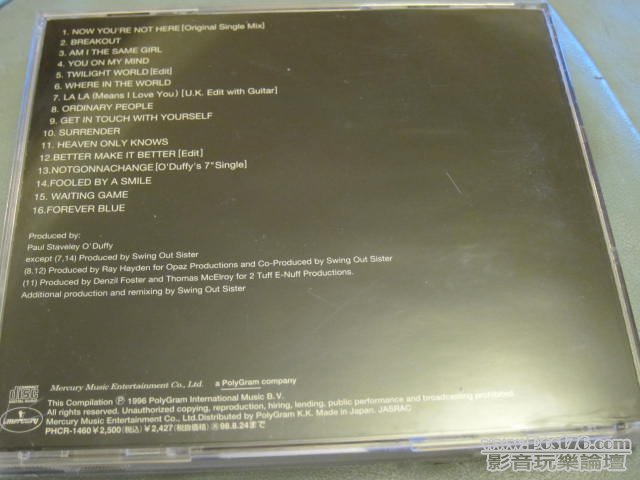 1. NOW YOU'RE NOT HERE [Original Single Mix]
2. BREAKOUT
3. AM I THE SAME GIRL
4. YOU ON MY MIND
5. TWILIGHT WORLD [Edit]
6. WHERE IN THE WORLD
7. LA LA (Means I Love You) [U.K. Edit with Guitar]
8. ORDINARY PEOPLE
9. GET IN TOUCH WITH YOURSELF
10. SURRENDER
11. HEAVEN ONLY KNOWS
12.BETTER MAKE IT BETTER [Edit]
13.NOTGONNACHANGE [O'Duffy's 7" Single]
14.FOOLED BY A SMILE
15. WAITING GAME
16.FOREVER BLUE
Produced by:
Paul Staveley O'Duffy
except (7,14) Produced by Swing Out Sister
(8,12) Produced by Ray Hayden for Opaz Productions and Co-Produced by Swing Out Sister
(11) Produced by Denzil Foster and Thomas McElroy for 2 Tuff E-Nuff Productions.
Additional production and remixing by Swing Out Sister
COMPACT
disc
DIGITAL AUDIO
mercury
Mercury Music Entertainment Co., Ltd. a PolyGram company
This Compilation Ⓟ 1996 PolyGram International Music B.V.
All rights reserved. Unauthorized copying, reproduction, hiring, lending, public performance and broadcasting prohibited.
Mercury Music Entertainment Co., Ltd.Distributed by PolyGram K.K. Made in Japan. JASRAC
PHCR-1460 ¥2,500(税込) ¥2,427(税抜価格) 98.8.24まで
www.Post76.com
影音玩樂論壇